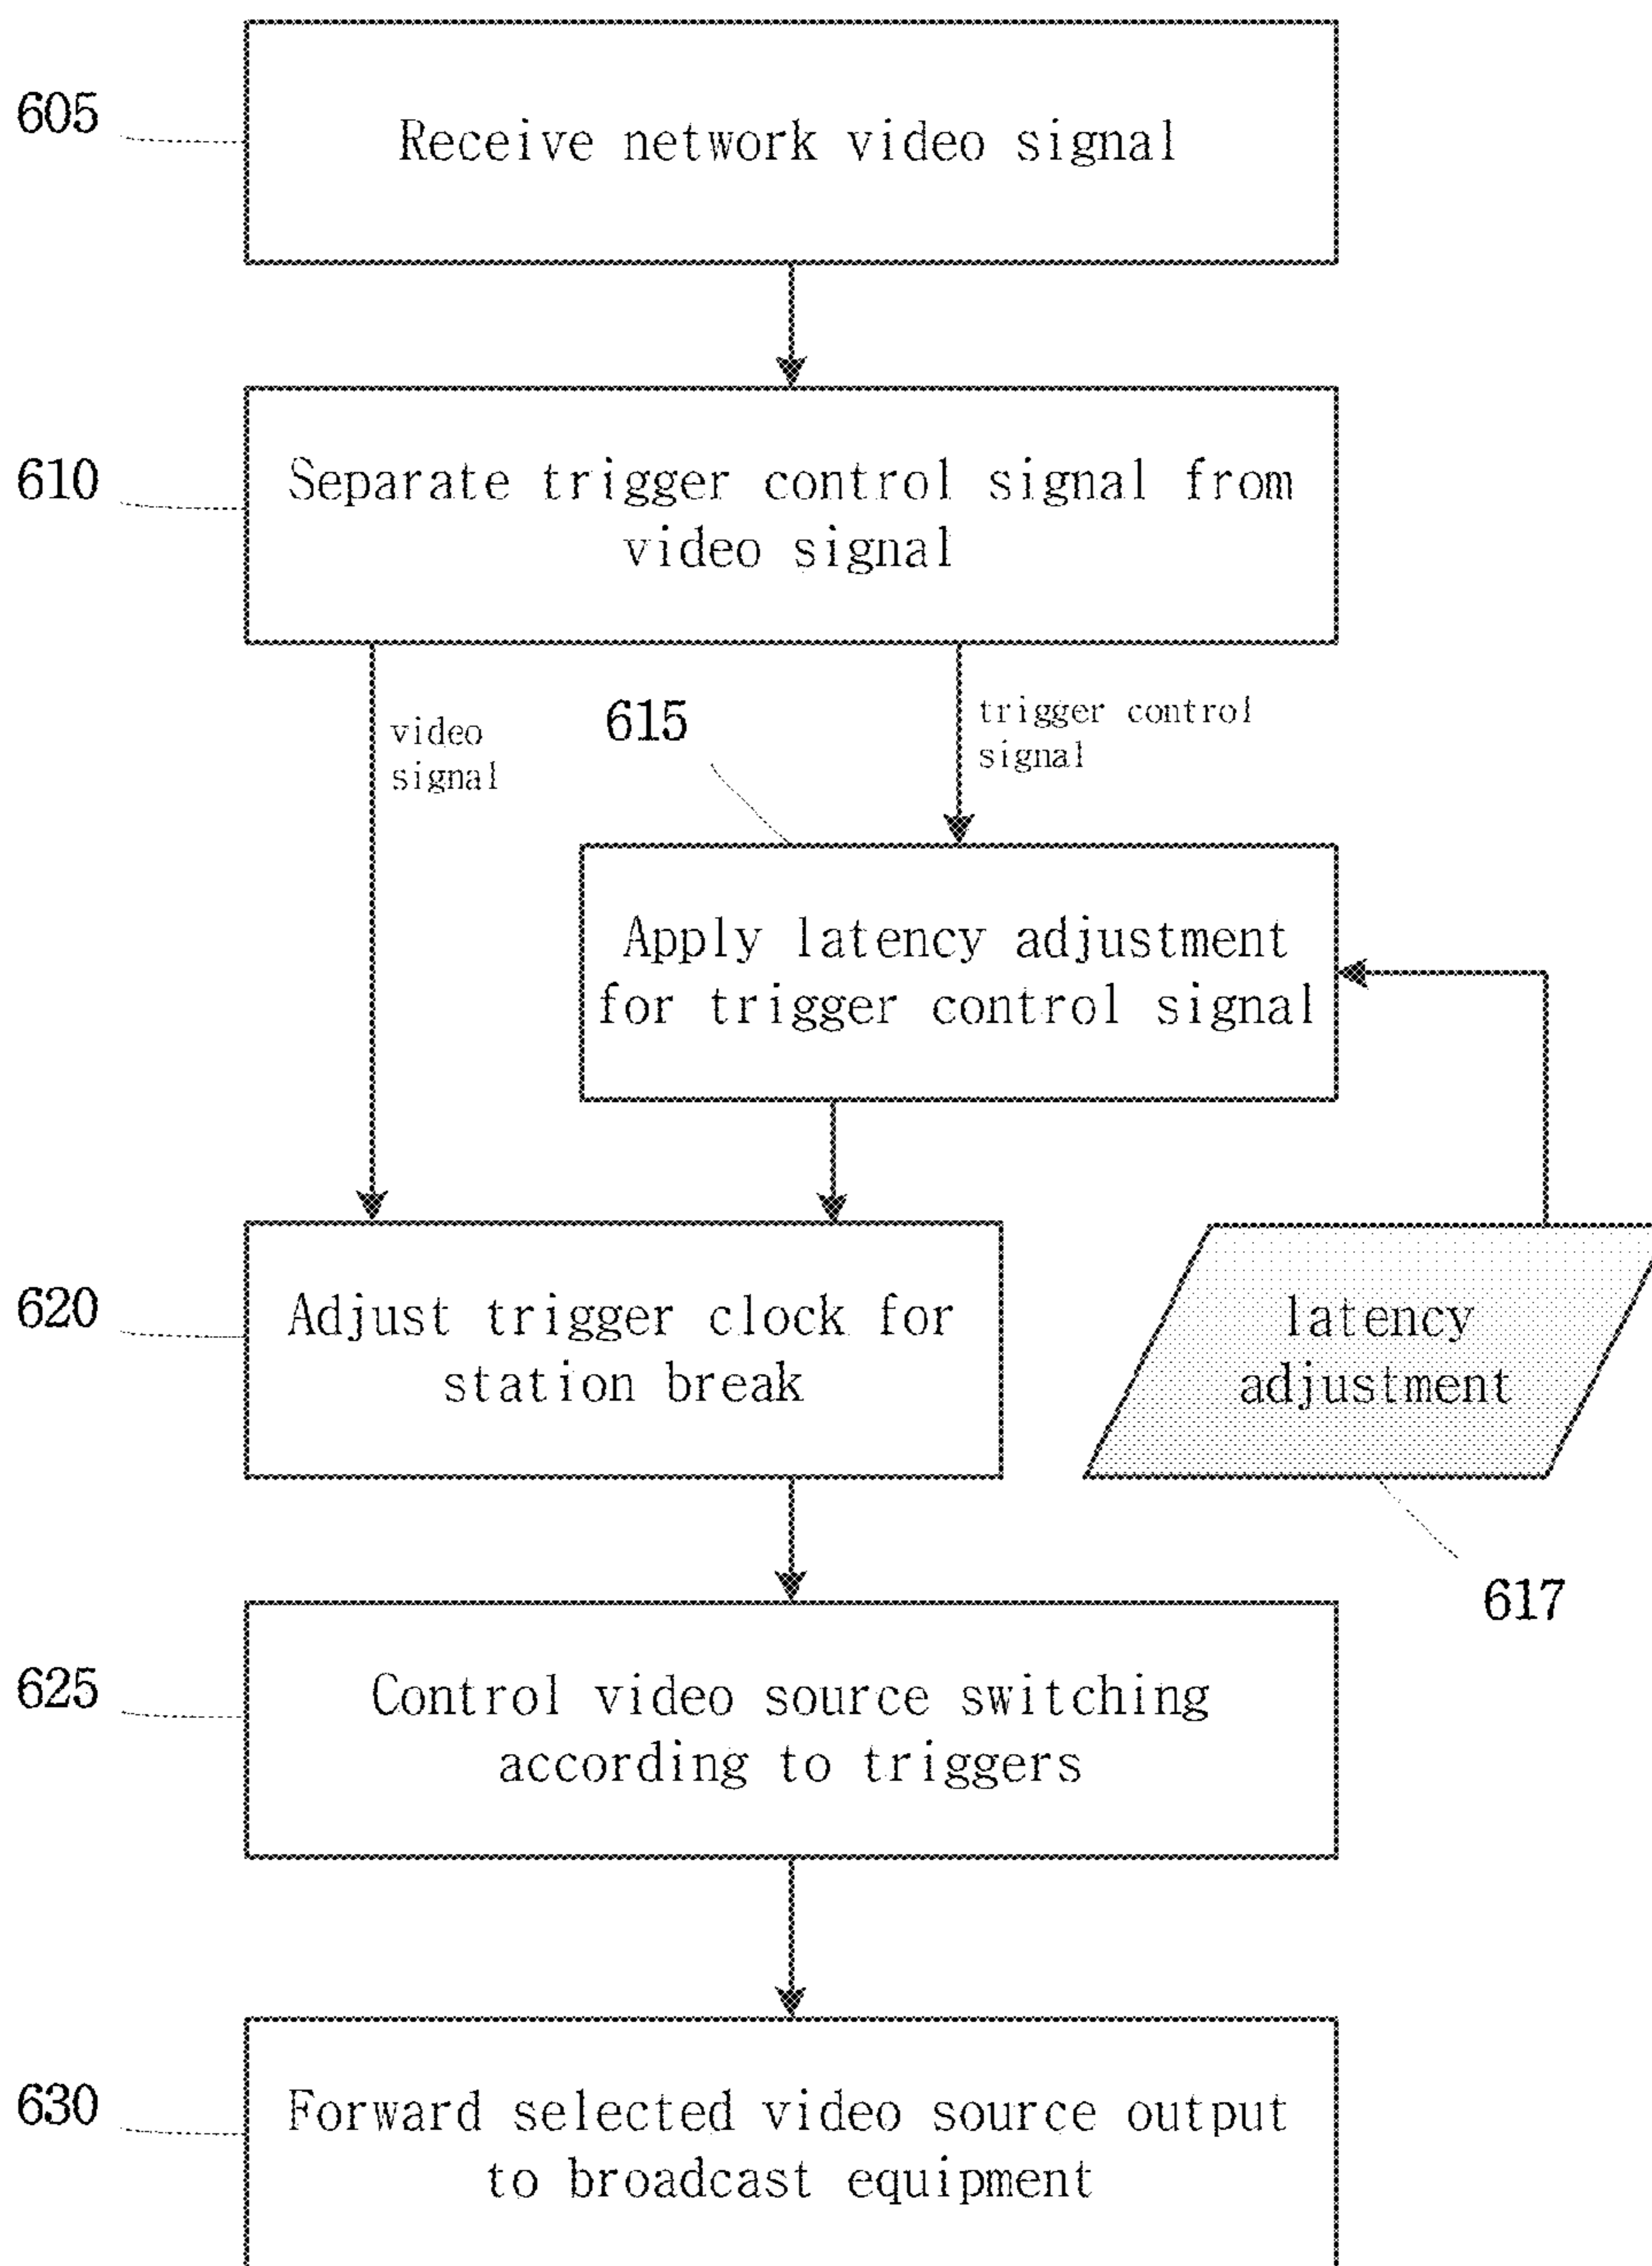 605
Receive network video signal
610
Separate trigger control signal from
video signal
video
signal
615
trigger control
signal
Apply latency adjustment
for trigger control signal
620
Adjust trigger clock for
station break
latency
adjustment
617
625
Control video source switching
according to triggers
630
Forward selected video source output
to broadcast equipment